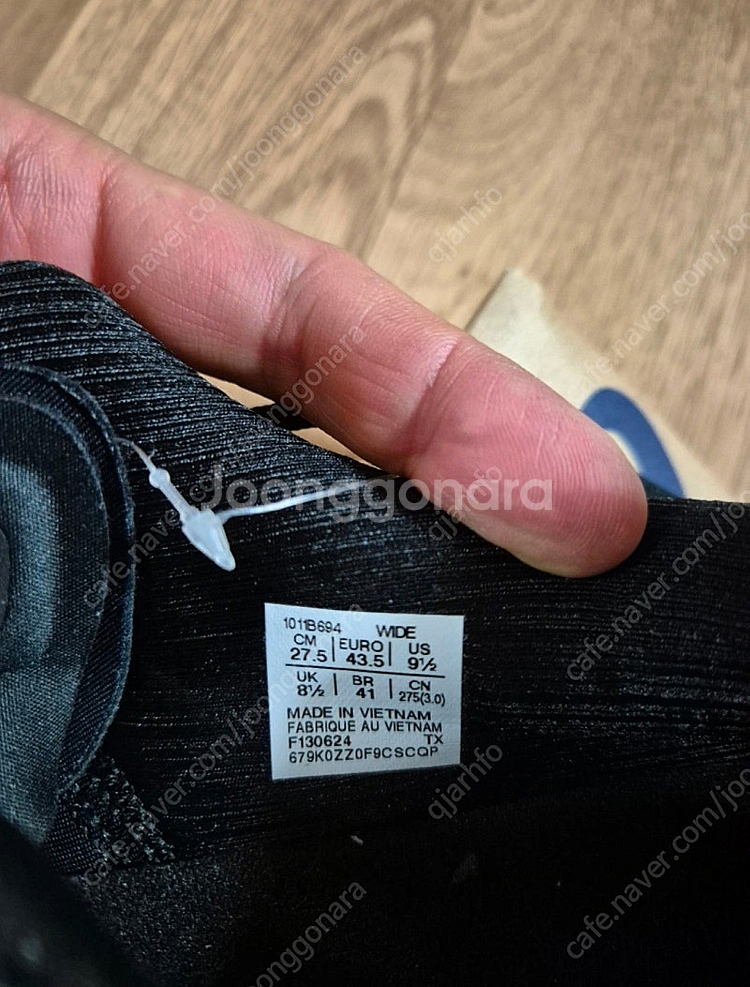 Joonggonara
1011B694 WIDE
CM | EURO | US
27.5 | 43.5 | 9½
UK | BR | CN
8½ | 41 | 275(3.0)
MADE IN VIETNAM
FABRIQUE AU VIETNAM
F130624 TX
679K0ZZ0F9CSCQP
cafe.naver.com/joonggonara
qjarhfo